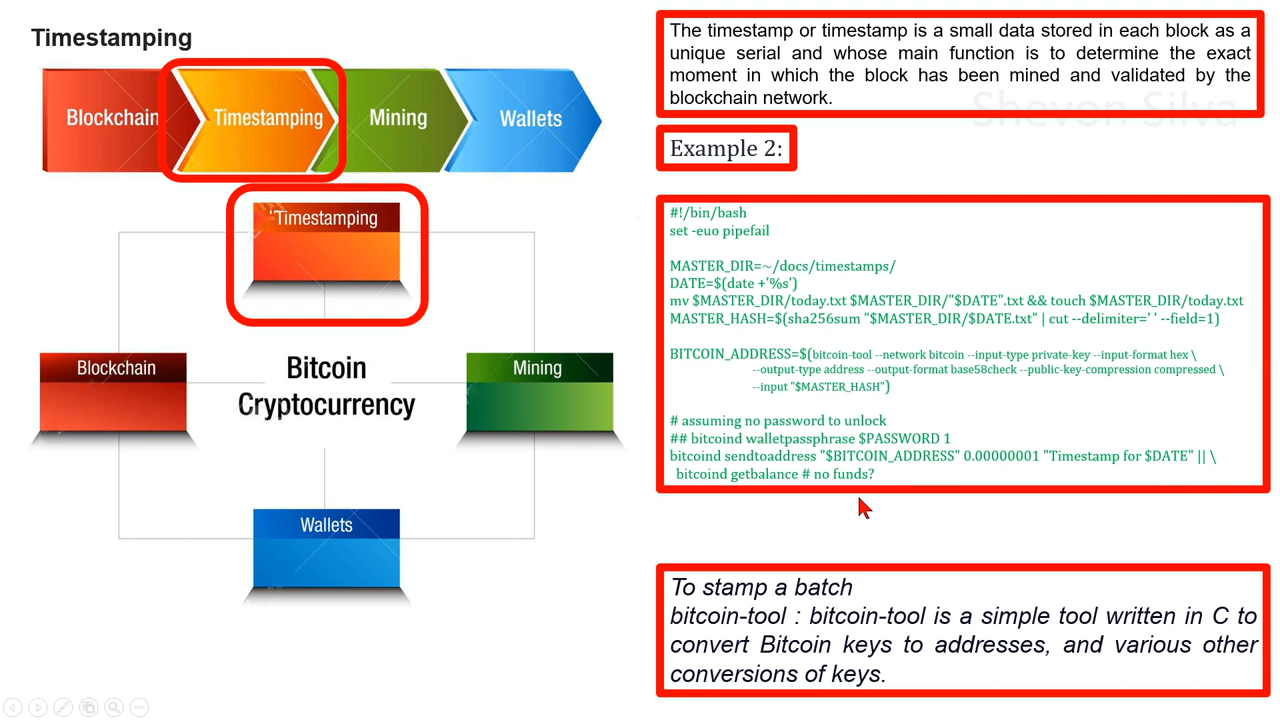 Timestamping
Blockchain
Timestamping
Mining
Wallets
'Timestamping
Blockchain
Bitcoin
Cryptocurrency
Mining
Wallets
The timestamp or timestamp is a small data stored in each block as a
unique serial and whose main function is to determine the exact
moment in which the block has been mined and validated by the
blockchain network.
Shevon Silva
Example 2:
#!/bin/bash
set -euo pipefail
MASTER_DIR=~/docs/timestamps/
DATE=$(date +'%s')
mv $MASTER_DIR/today.txt $MASTER_DIR/"$DATE".txt && touch $MASTER_DIR/today.txt
MASTER_HASH=$(sha256sum "$MASTER_DIR/$DATE.txt" | cut --delimiter=' ' --field=1)
BITCOIN_ADDRESS=$(bitcoin-tool --network bitcoin --input-type private-key --input-format hex \
--output-type address --output-format base58check --public-key-compression compressed \
--input "$MASTER_HASH")
# assuming no password to unlock
## bitcoind walletpassphrase $PASSWORD 1
bitcoind sendtoaddress "$BITCOIN_ADDRESS" 0.00000001 "Timestamp for $DATE" || \
bitcoind getbalance # no funds?
To stamp a batch
bitcoin-tool : bitcoin-tool is a simple tool written in C to
convert Bitcoin keys to addresses, and various other
conversions of keys.